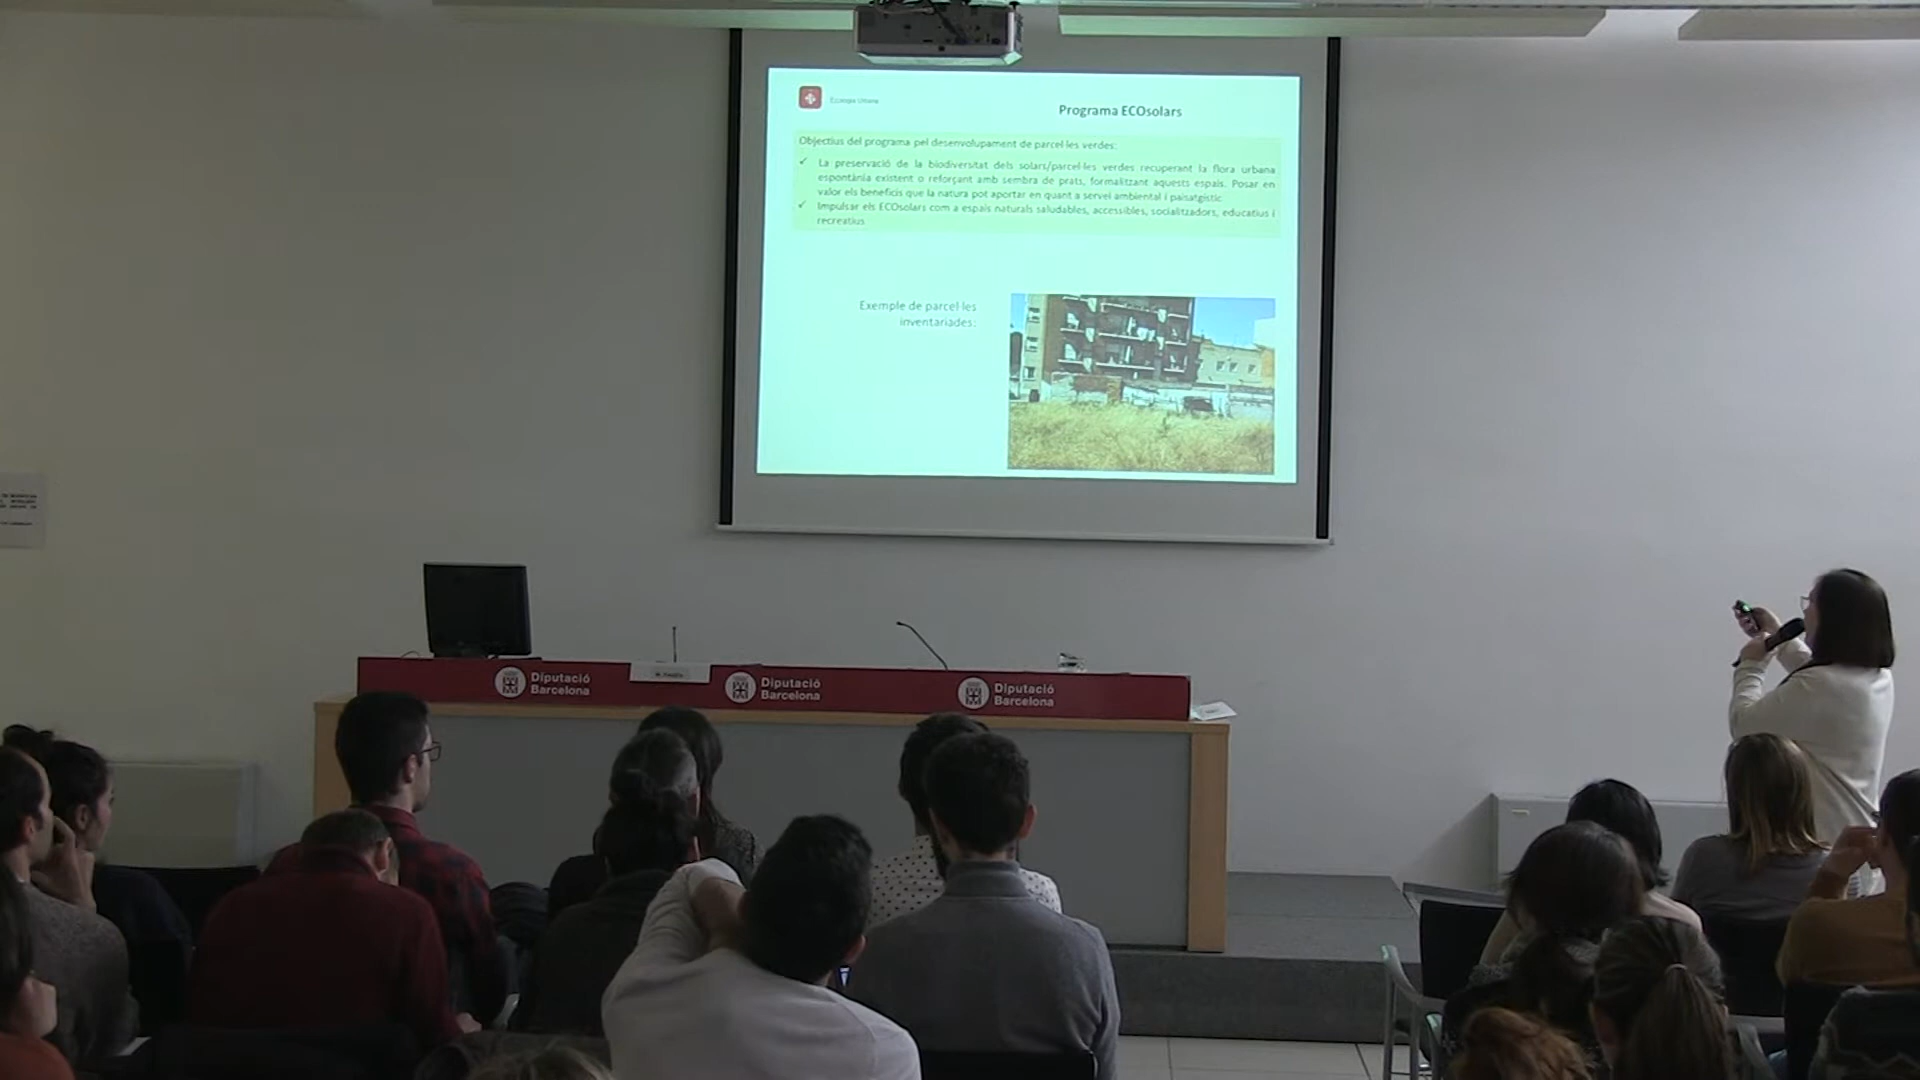 Ecologia Urbana
Programa ECOsolars
Objectius del programa pel desenvolupament de parcel·les verdes:
✓ La preservació de la biodiversitat dels solars/parcel·les verdes recuperant la flora urbana
espontània existent o reforçant amb sembra de prats, formalitzant aquests espais. Posar en
valor els beneficis que la natura pot aportar en quant a servei ambiental i paisatgístic
✓ Impulsar els ECOsolars com a espais naturals saludables, accessibles, socialitzadors, educatius i
recreatius
Exemple de parcel·les
inventariades:
Diputació
Barcelona
Diputació
Barcelona
Diputació
Barcelona